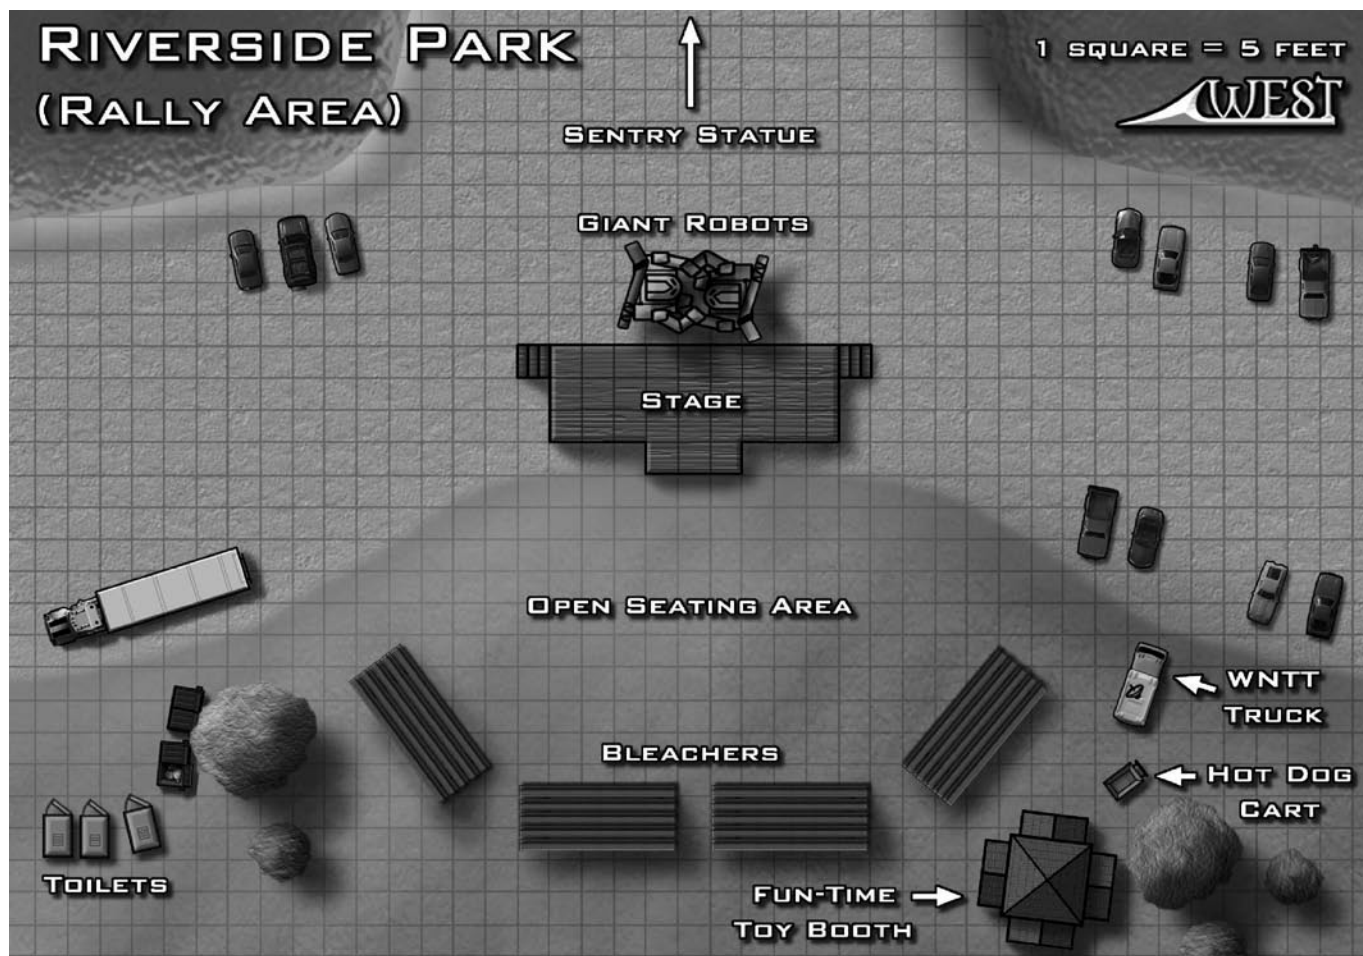 RIVERSIDE PARK
(RALLY AREA)
1 SQUARE = 5 FEET
WEST
SENTRY STATUE
GIANT ROBOTS
STAGE
OPEN SEATING AREA
WNTT
TRUCK
BLEACHERS
HOT DOG
CART
TOILETS
FUN-TIME
TOY BOOTH